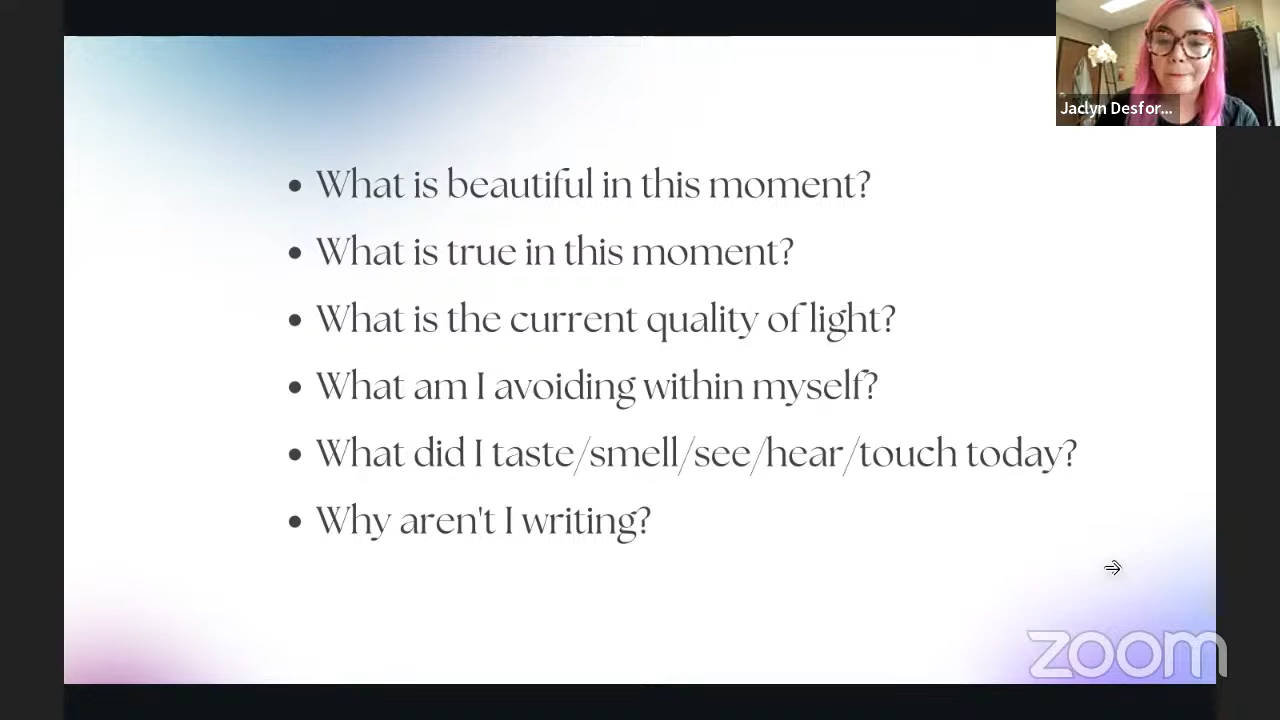 Jaclyn Desfor...
• What is beautiful in this moment?
• What is true in this moment?
• What is the current quality of light?
• What am I avoiding within myself?
• What did I taste/smell/see/hear/touch today?
• Why aren't I writing?
zoom